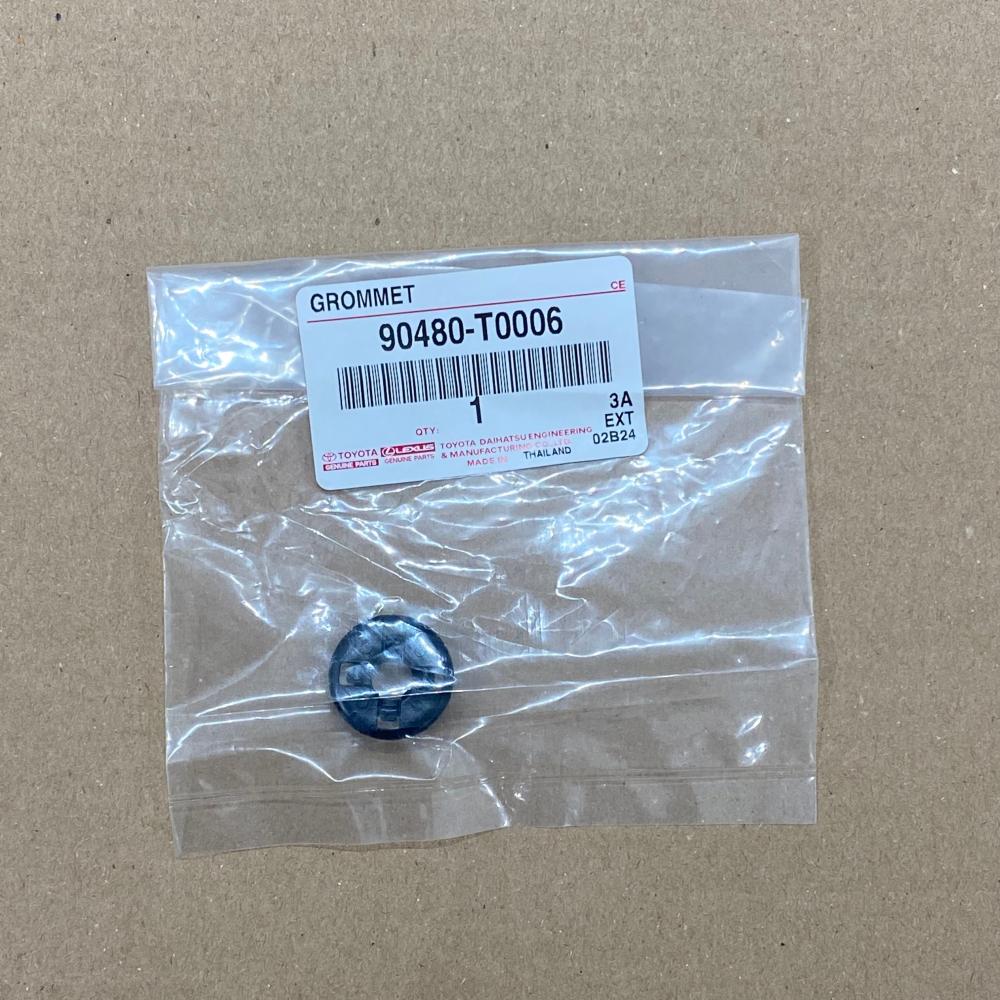 GROMMET
CE
90480-T0006
1
3A
QTY:
EXT
02B24
TOYOTA
GENUINE PARTS
LEXUS
GENUINE PARTS
TOYOTA DAIHATSU ENGINEERING
& MANUFACTURING CO.,LTD.
MADE IN THAILAND